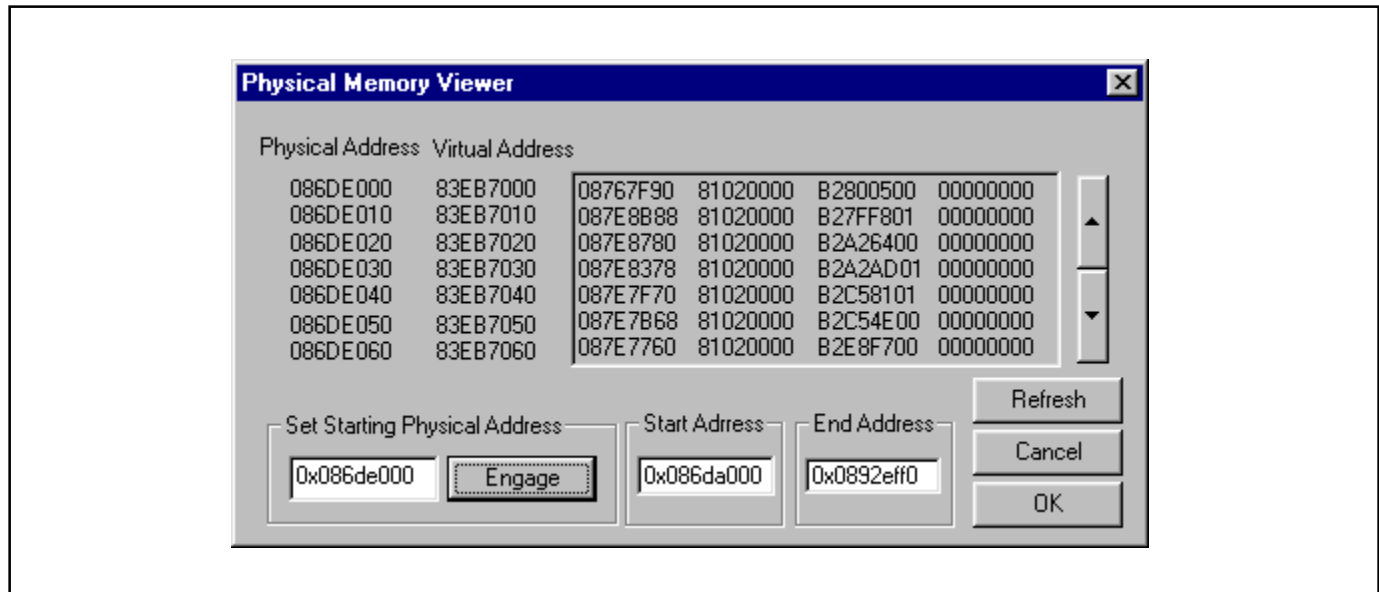 Physical Memory Viewer
Physical Address Virtual Address
086DE000 83EB7000 08767F90 81020000 B2800500 00000000
086DE010 83EB7010 087E8B88 81020000 B27FF801 00000000
086DE020 83EB7020 087E8780 81020000 B2A26400 00000000
086DE030 83EB7030 087E8378 81020000 B2A2AD01 00000000
086DE040 83EB7040 087E7F70 81020000 B2C58101 00000000
086DE050 83EB7050 087E7B68 81020000 B2C54E00 00000000
086DE060 83EB7060 087E7760 81020000 B2E8F700 00000000
Set Starting Physical Address
0x086de000 Engage
Start Adrress
0x086da000
End Address
0x0892eff0
Refresh
Cancel
OK